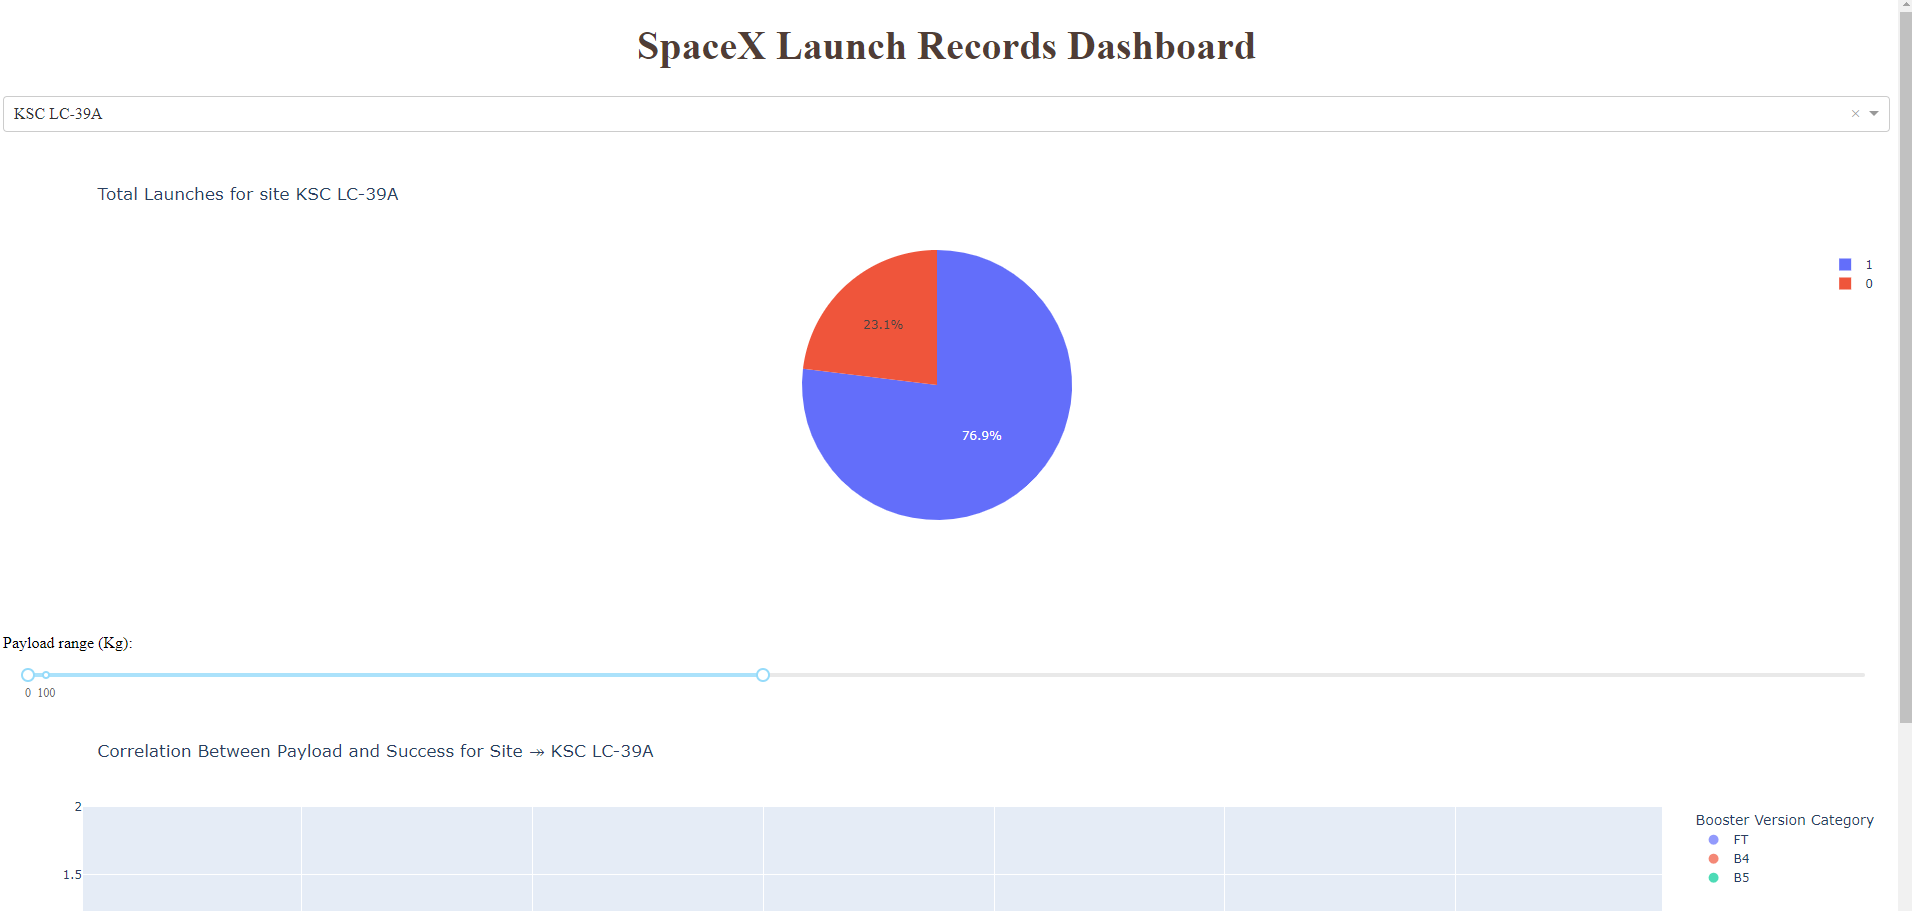 SpaceX Launch Records Dashboard
KSC LC-39A
×
Total Launches for site KSC LC-39A
1
0
23.1%
76.9%
Payload range (Kg):
0 100
Correlation Between Payload and Success for Site ↠ KSC LC-39A
2
1.5
Booster Version Category
FT
B4
B5